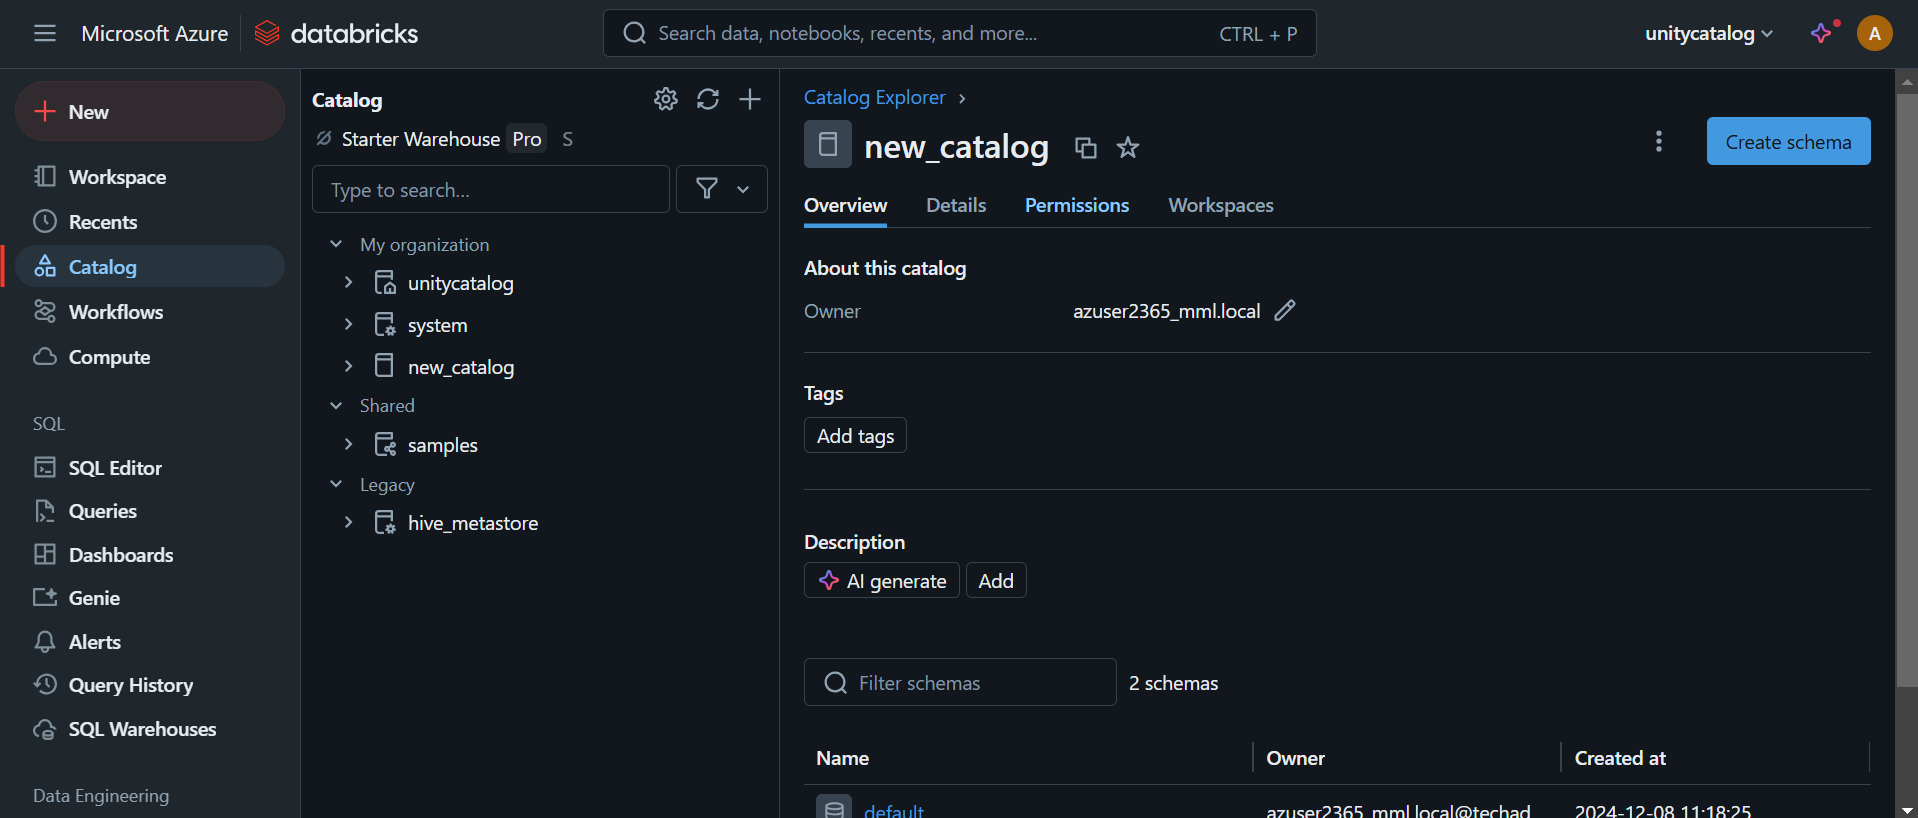 Microsoft Azure databricks
Search data, notebooks, recents, and more... CTRL + P
unitycatalog
A
New
Workspace
Recents
Catalog
Workflows
Compute
SQL
SQL Editor
Queries
Dashboards
Genie
Alerts
Query History
SQL Warehouses
Data Engineering
Catalog
Starter Warehouse Pro S
Type to search...
My organization
unitycatalog
system
new_catalog
Shared
samples
Legacy
hive_metastore
Catalog Explorer
new_catalog
Create schema
Overview Details Permissions Workspaces
About this catalog
Owner azuser2365_mml.local
Tags
Add tags
Description
AI generate Add
Filter schemas 2 schemas
Name Owner Created at
default azuser2365_mml.local@techad 2024-12-08 11:18:25